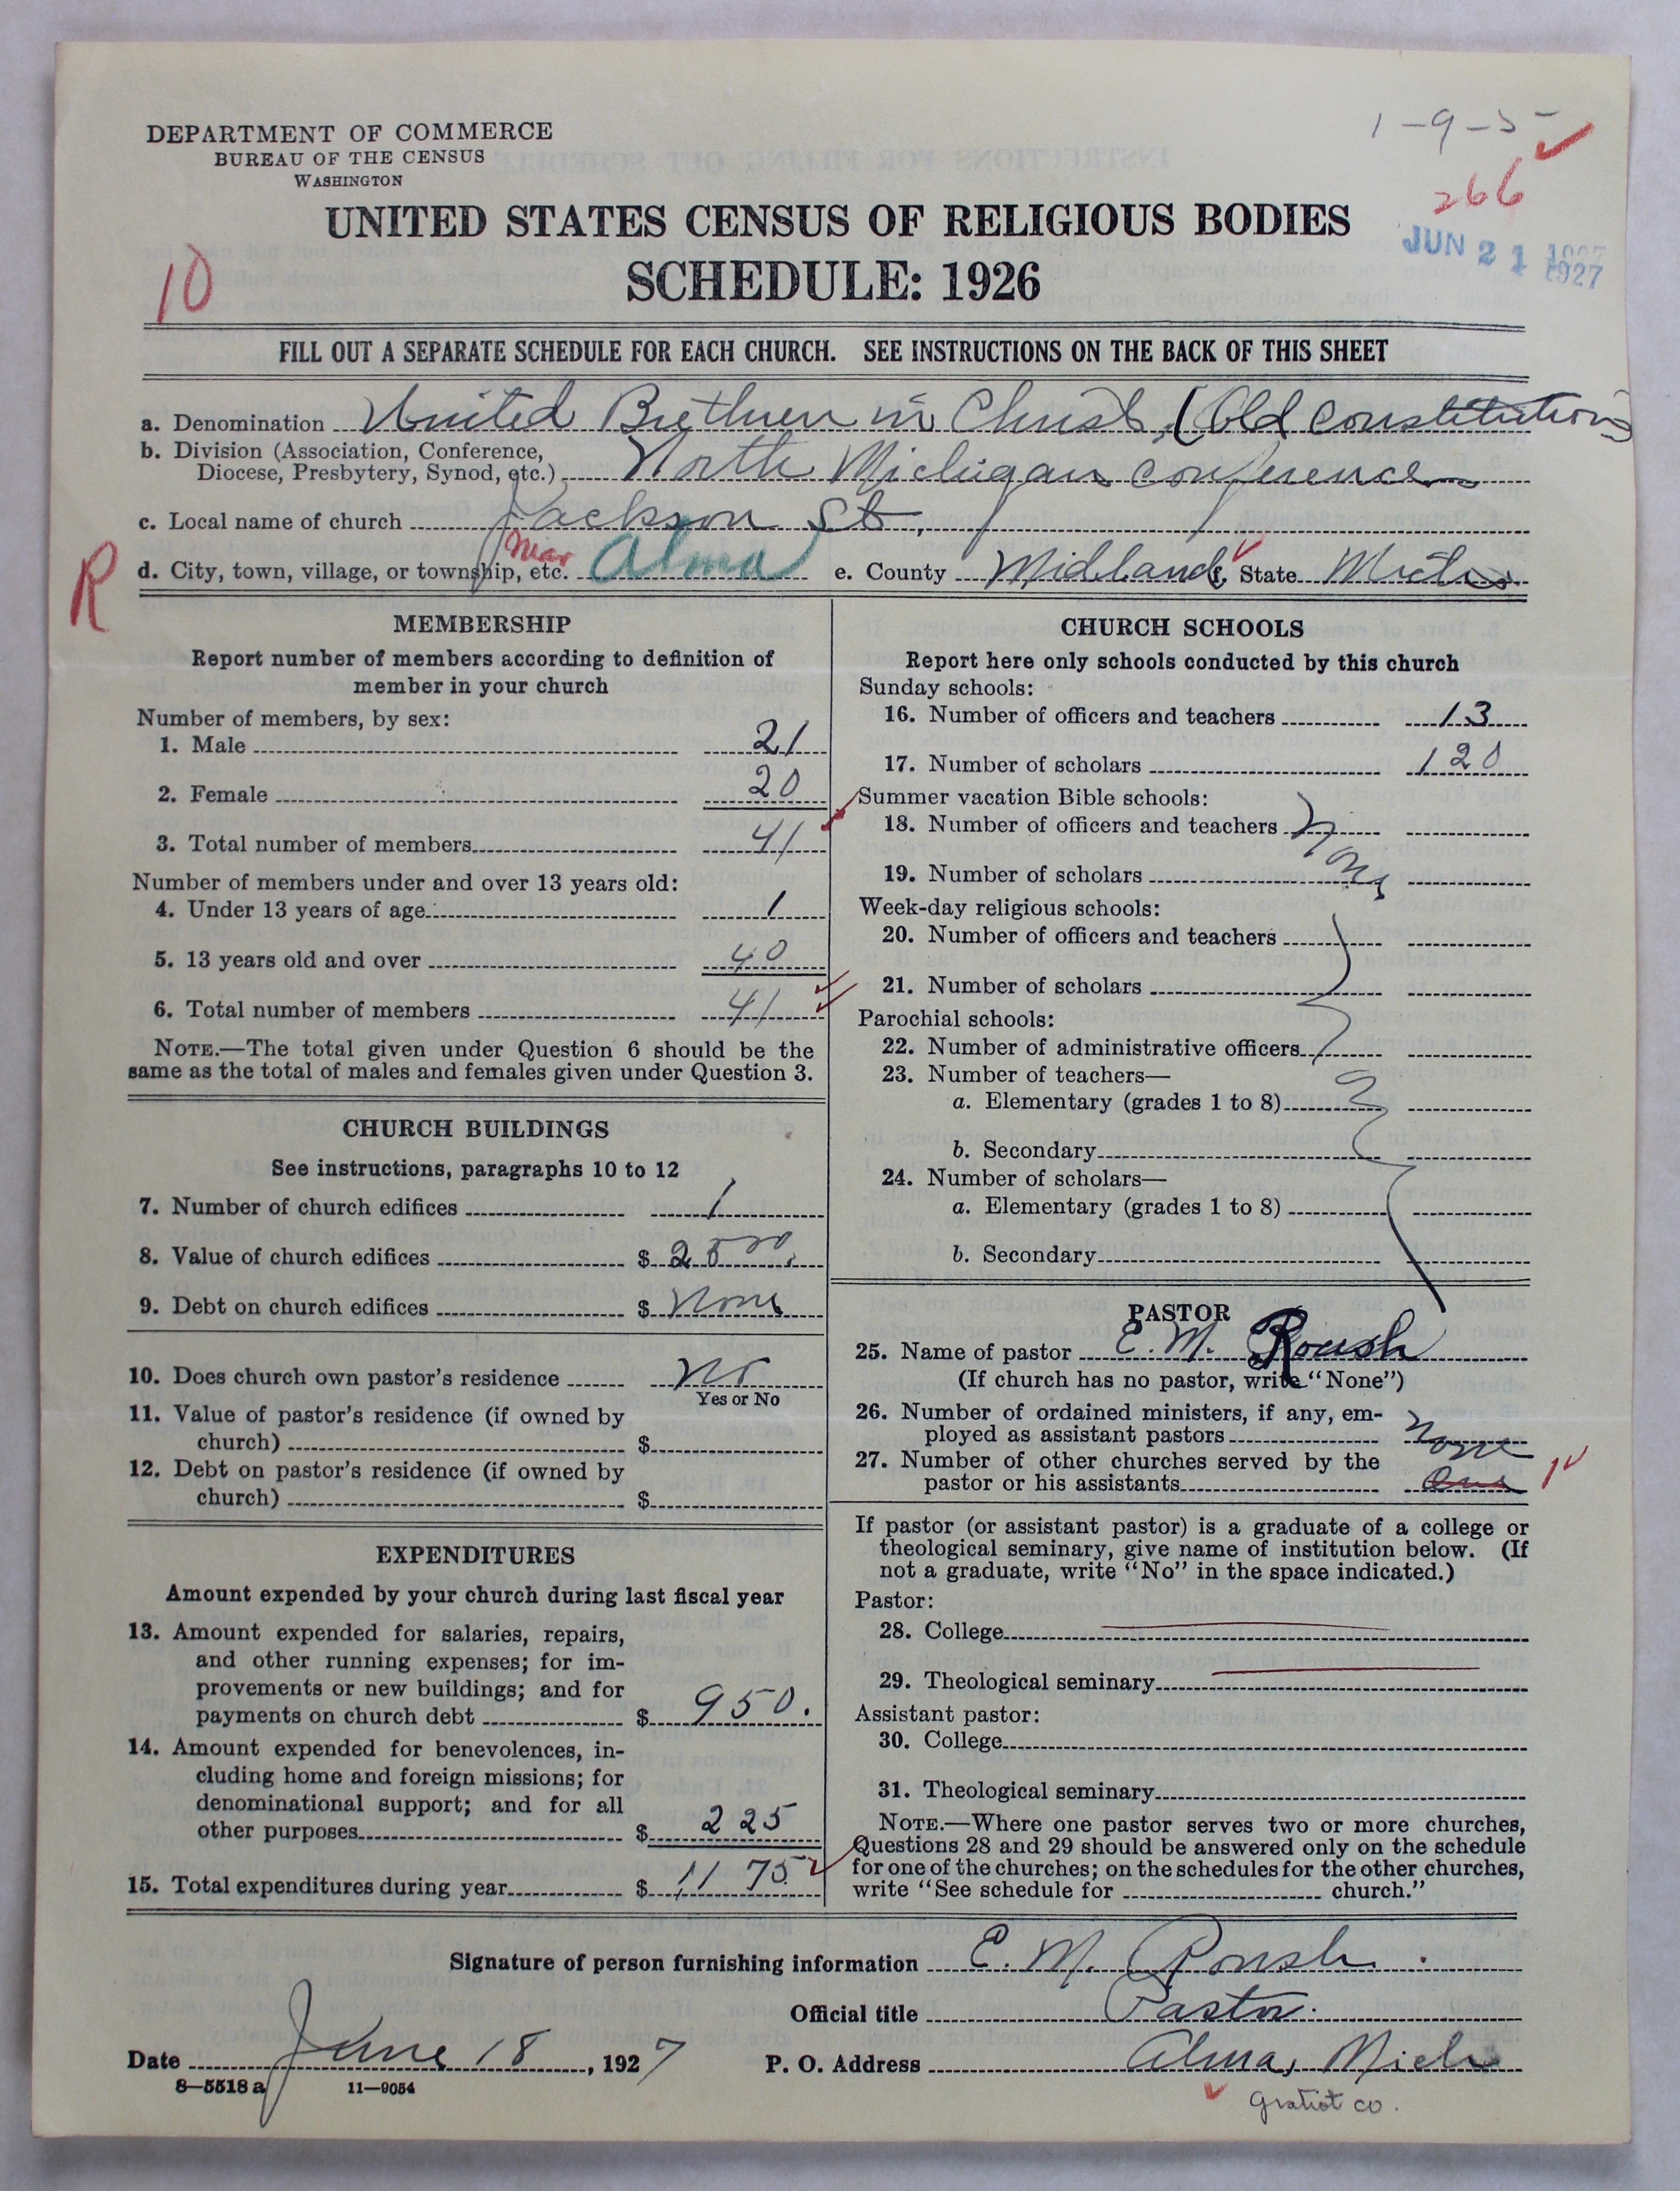 1-9-5
266
JUN 21 1927
DEPARTMENT OF COMMERCE
BUREAU OF THE CENSUS
WASHINGTON
UNITED STATES CENSUS OF RELIGIOUS BODIES
SCHEDULE: 1926
10
FILL OUT A SEPARATE SCHEDULE FOR EACH CHURCH. SEE INSTRUCTIONS ON THE BACK OF THIS SHEET
a. Denomination United Brethren in Christ, (Old Constitution)
b. Division (Association, Conference,
Diocese, Presbytery, Synod, etc.) North Michigan conference
c. Local name of church Jackson St,
R
d. City, town, village, or township, etc. near Alma e. County Midland f. State Mich
MEMBERSHIP
Report number of members according to definition of
member in your church
Number of members, by sex:
1. Male 21
2. Female 20
3. Total number of members 41
Number of members under and over 13 years old:
4. Under 13 years of age 1
5. 13 years old and over 40
6. Total number of members 41
NOTE.—The total given under Question 6 should be the
same as the total of males and females given under Question 3.
CHURCH BUILDINGS
See instructions, paragraphs 10 to 12
7. Number of church edifices 1
8. Value of church edifices $ 2500
9. Debt on church edifices $ None
10. Does church own pastor's residence No
Yes or No
11. Value of pastor's residence (if owned by
church) $
12. Debt on pastor's residence (if owned by
church) $
EXPENDITURES
Amount expended by your church during last fiscal year
13. Amount expended for salaries, repairs,
and other running expenses; for im-
provements or new buildings; and for
payments on church debt $ 950.
14. Amount expended for benevolences, in-
cluding home and foreign missions; for
denominational support; and for all
other purposes $ 225
15. Total expenditures during year $ 1175
CHURCH SCHOOLS
Report here only schools conducted by this church
Sunday schools:
16. Number of officers and teachers 13
17. Number of scholars 120
Summer vacation Bible schools:
18. Number of officers and teachers None
19. Number of scholars
Week-day religious schools:
20. Number of officers and teachers
21. Number of scholars
Parochial schools:
22. Number of administrative officers
23. Number of teachers—
a. Elementary (grades 1 to 8)
b. Secondary
24. Number of scholars—
a. Elementary (grades 1 to 8)
b. Secondary
PASTOR
25. Name of pastor E. M. Roush
(If church has no pastor, write "None")
26. Number of ordained ministers, if any, em-
ployed as assistant pastors none
27. Number of other churches served by the
pastor or his assistants One 1
If pastor (or assistant pastor) is a graduate of a college or
theological seminary, give name of institution below. (If
not a graduate, write "No" in the space indicated.)
Pastor:
28. College
29. Theological seminary
Assistant pastor:
30. College
31. Theological seminary
NOTE.—Where one pastor serves two or more churches,
Questions 28 and 29 should be answered only on the schedule
for one of the churches; on the schedules for the other churches,
write "See schedule for church."
Signature of person furnishing information E. M. Roush.
Official title Pastor.
Date June 18, 1927 P. O. Address Alma, Mich
8—5518 a 11—9054
Gratiot co.